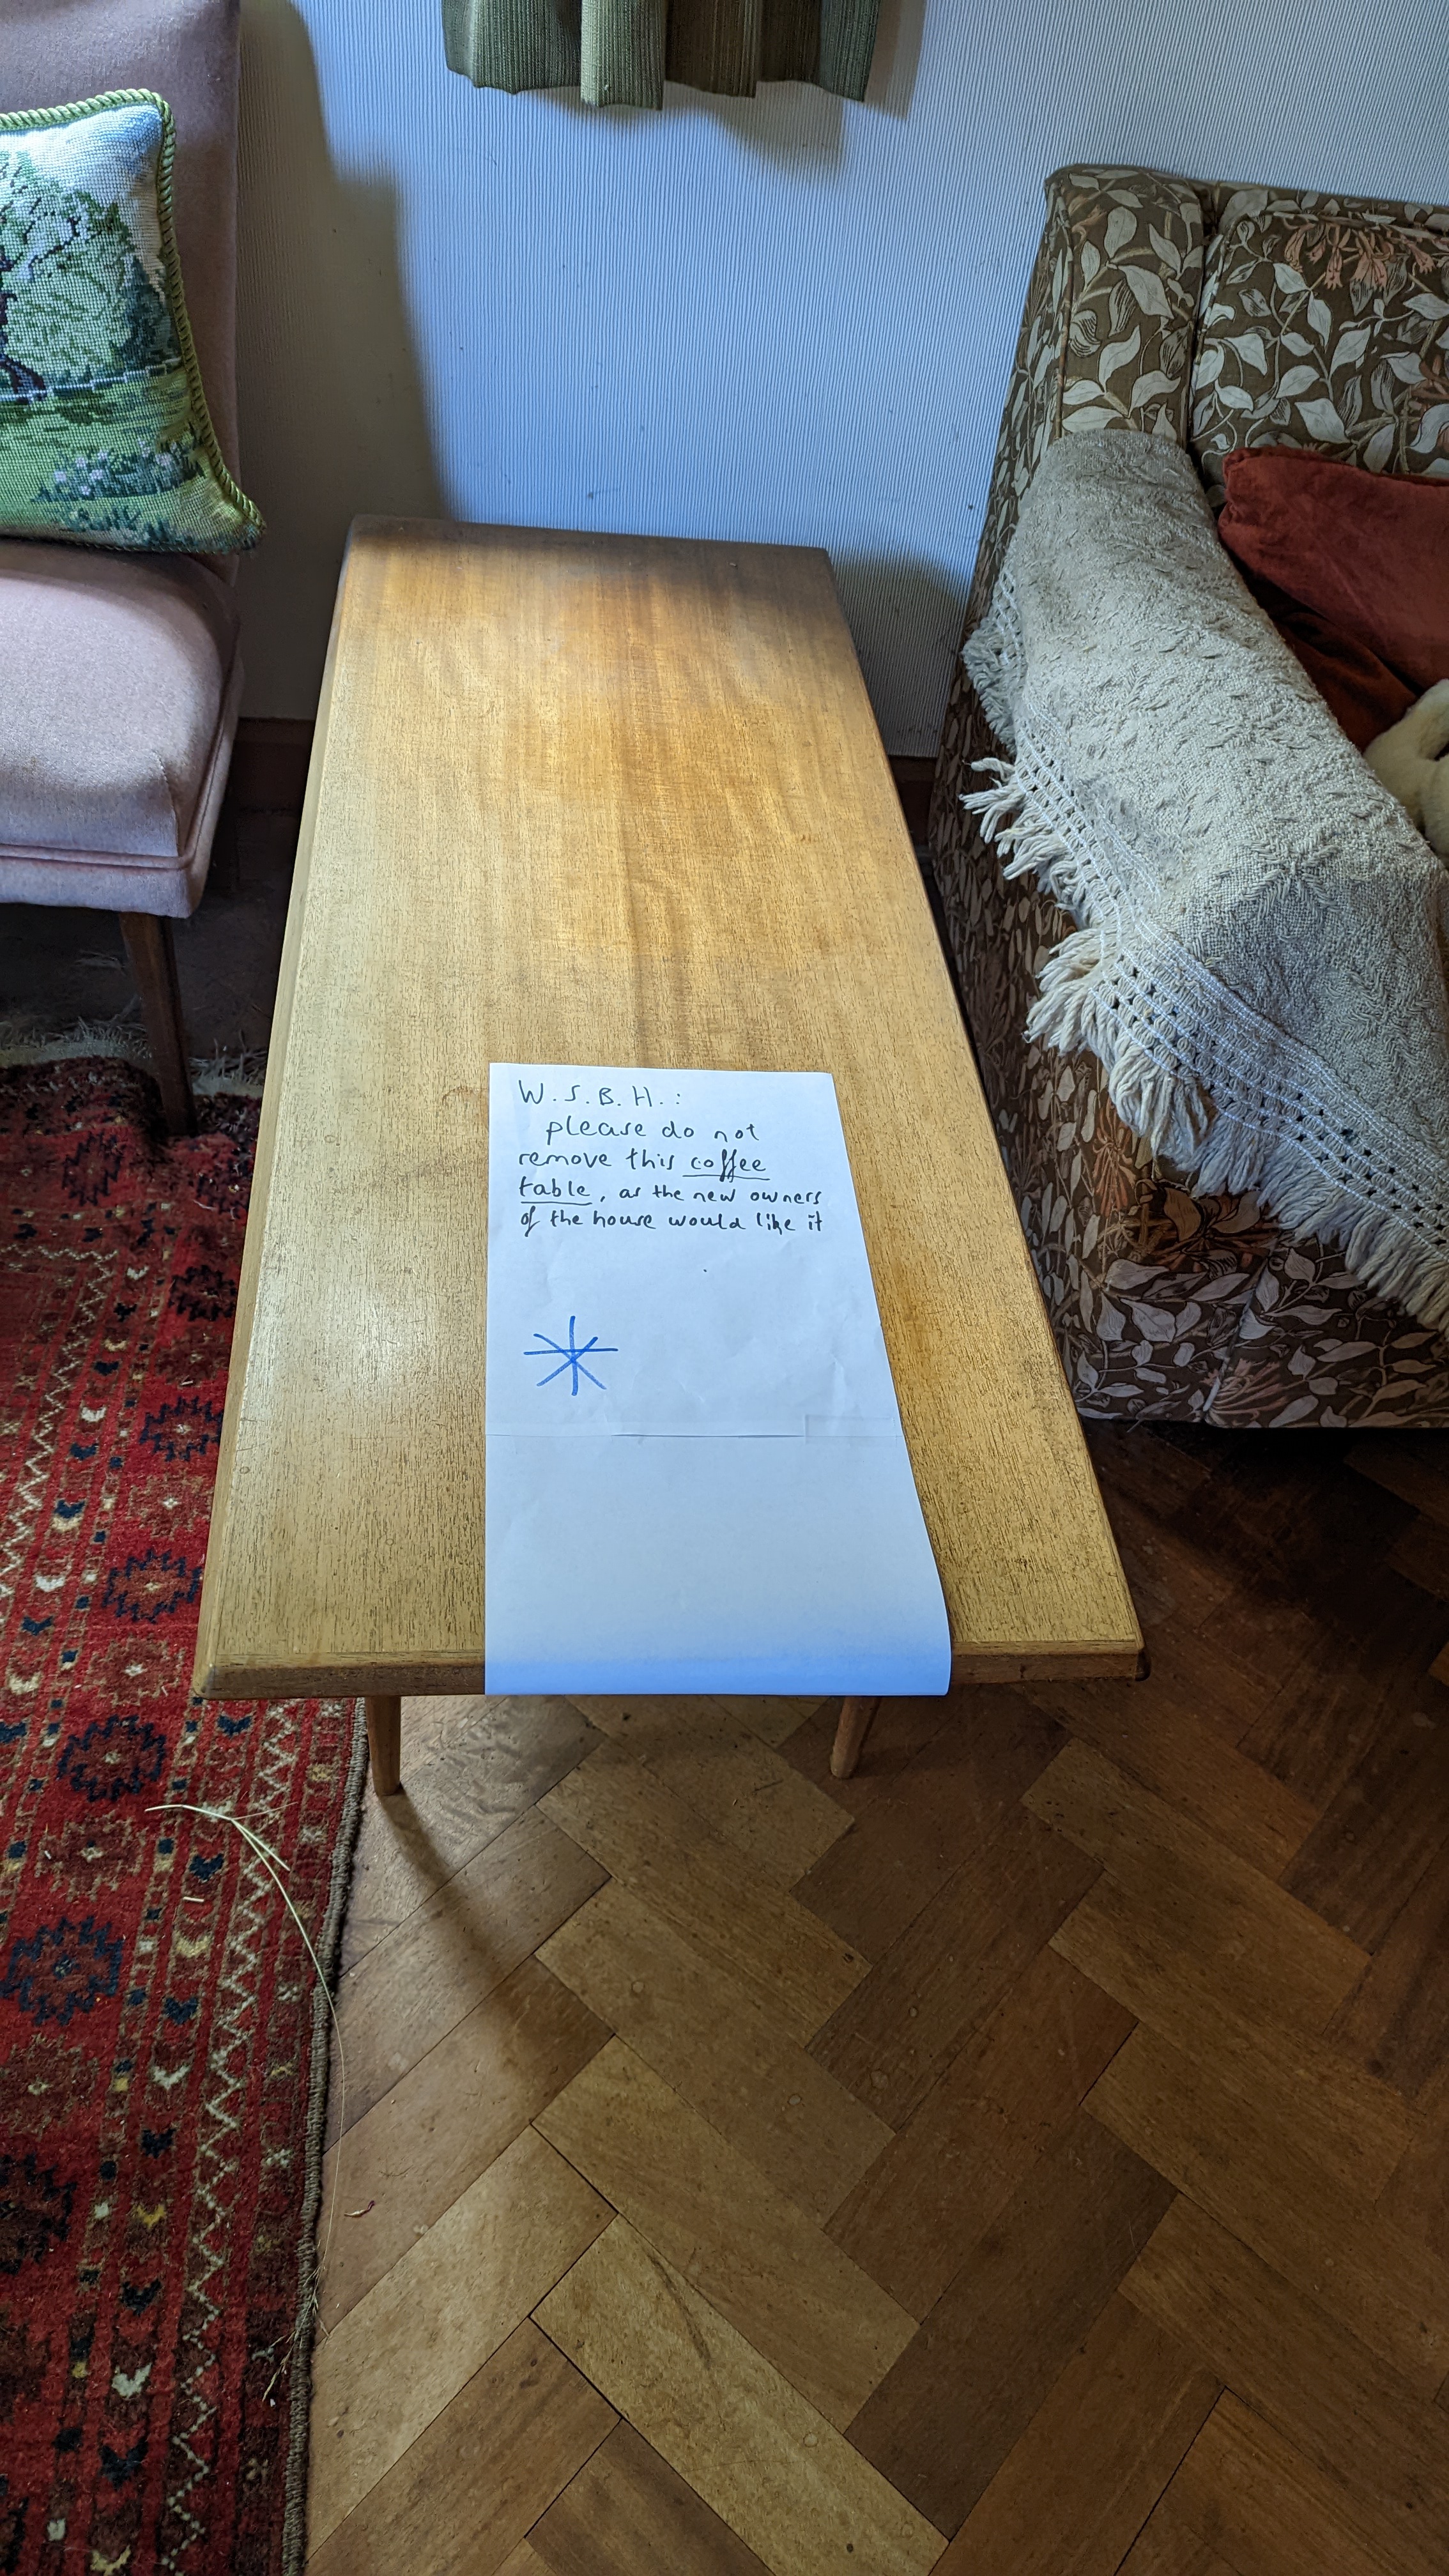 W.S.B.H.:
please do not
remove this coffee
table, as the new owners
of the house would like it